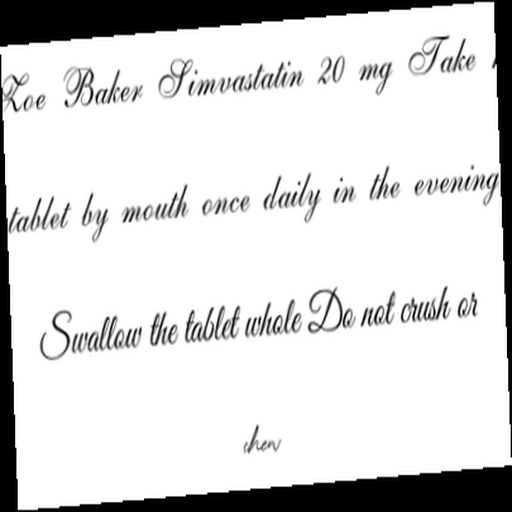 Zoe Baker Simvastatin 20 mg Take
tablet by mouth once daily in the evening
Swallow the tablet whole Do not crush or
chew